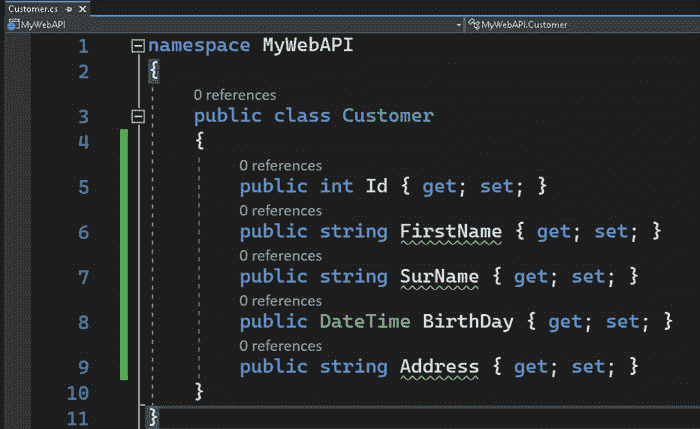 Customer.cs
MyWebAPI MyWebAPI.Customer
1 namespace MyWebAPI
2 {
0 references
3 public class Customer
4 {
0 references
5 public int Id { get; set; }
0 references
6 public string FirstName { get; set; }
0 references
7 public string SurName { get; set; }
0 references
8 public DateTime BirthDay { get; set; }
0 references
9 public string Address { get; set; }
10 }
11 }